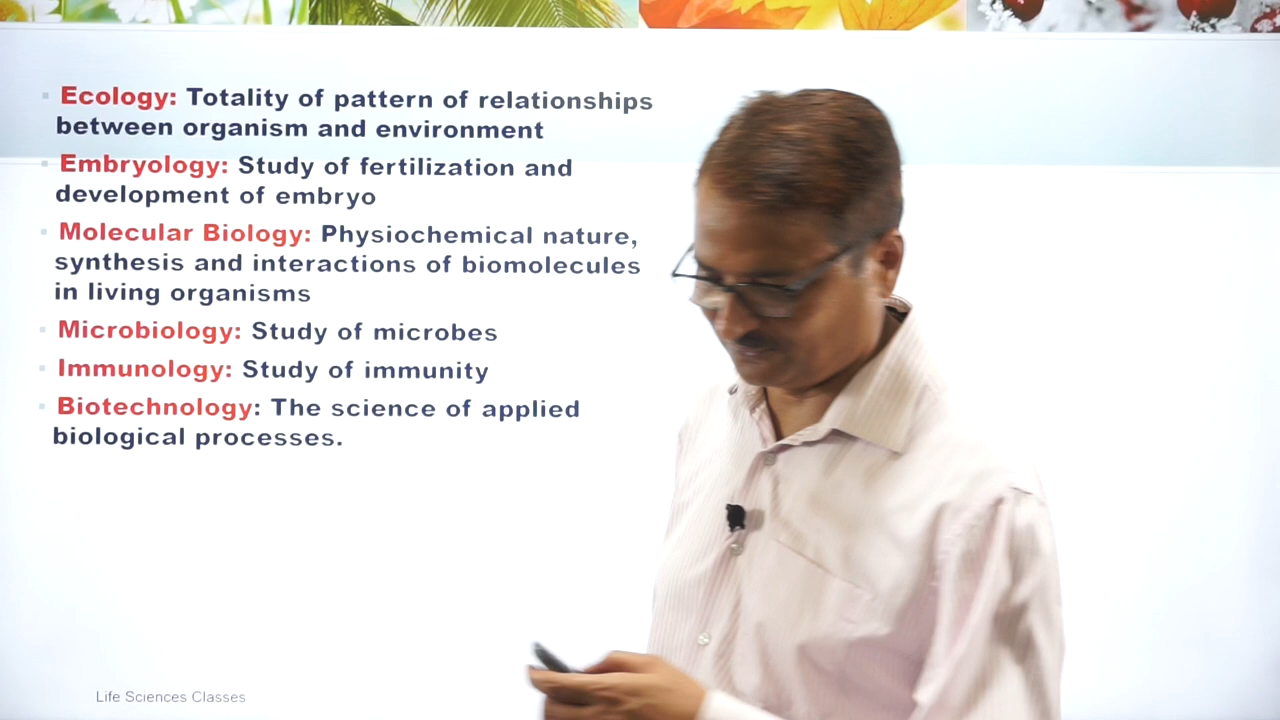 Ecology: Totality of pattern of relationships
between organism and environment
Embryology: Study of fertilization and
development of embryo
Molecular Biology: Physiochemical nature,
synthesis and interactions of biomolecules
in living organisms
Microbiology: Study of microbes
Immunology: Study of immunity
Biotechnology: The science of applied
biological processes.
Life Sciences Classes